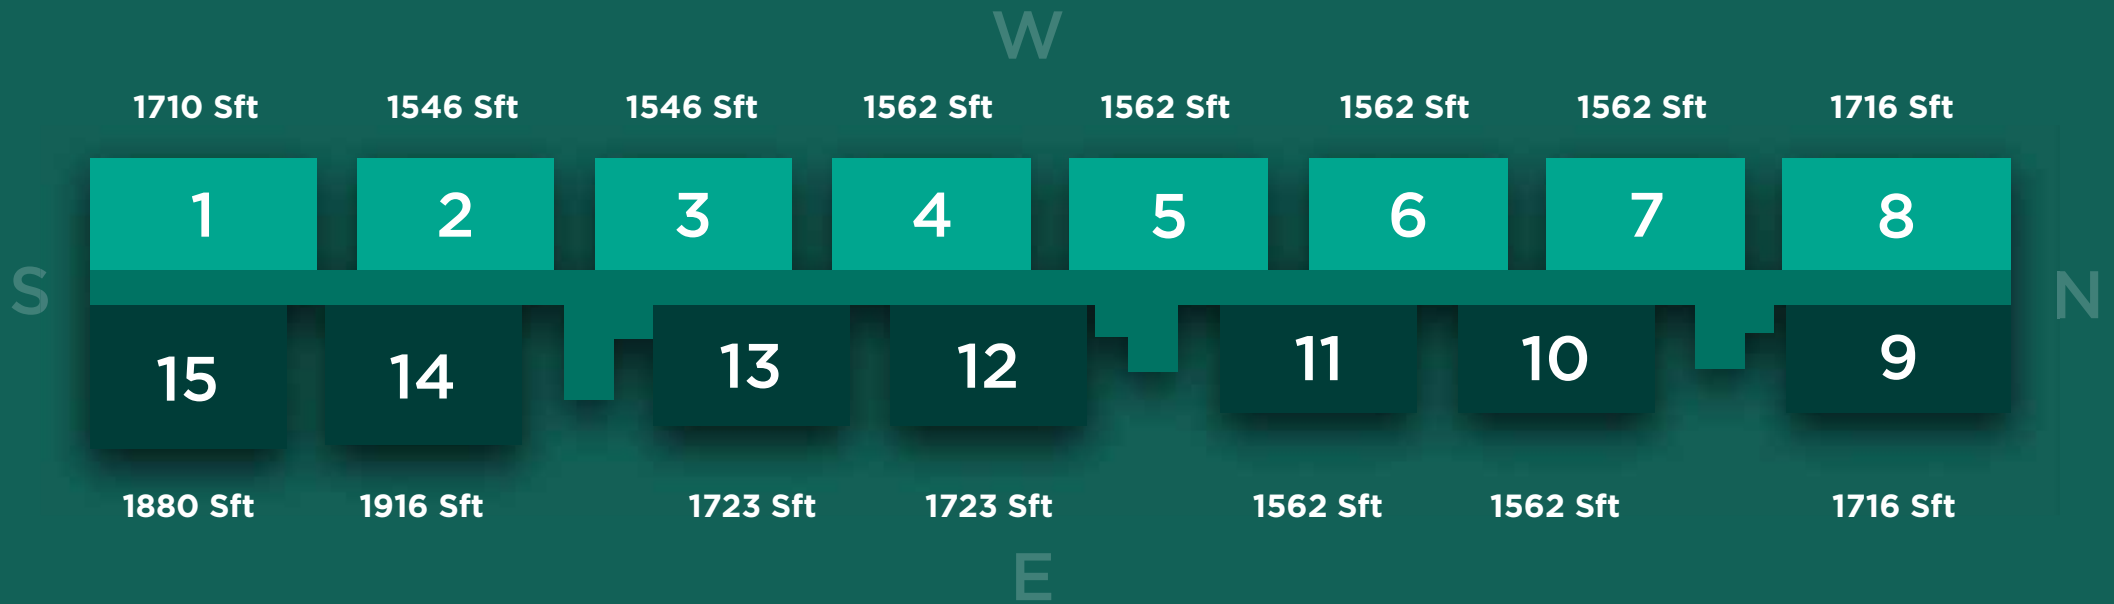 W
1710 Sft 1546 Sft 1546 Sft 1562 Sft 1562 Sft 1562 Sft 1562 Sft 1716 Sft
1 2 3 4 5 6 7 8
S N
15 14 13 12 11 10 9
1880 Sft 1916 Sft 1723 Sft 1723 Sft 1562 Sft 1562 Sft 1716 Sft
E